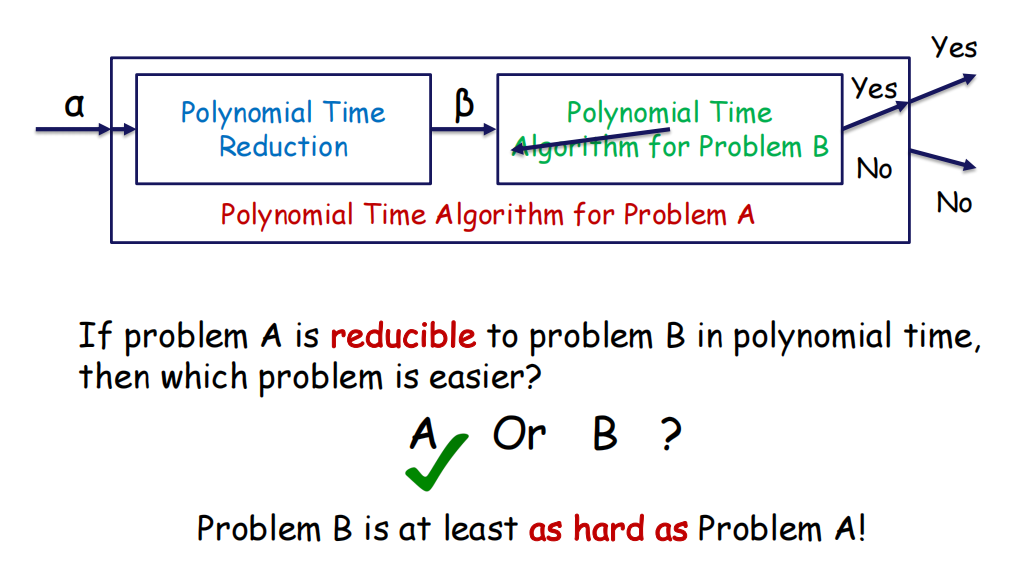 Yes
α
Polynomial Time
Reduction
β
Polynomial Time
Algorithm for Problem B
Yes
No
No
Polynomial Time Algorithm for Problem A
If problem A is reducible to problem B in polynomial time,
then which problem is easier?
A Or B ?
Problem B is at least as hard as Problem A!